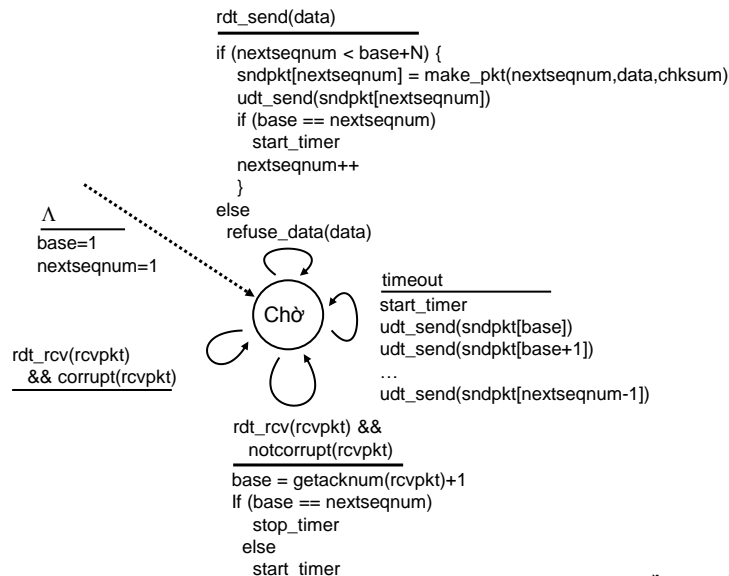 rdt_send(data)
if (nextseqnum < base+N) {
sndpkt[nextseqnum] = make_pkt(nextseqnum,data,chksum)
udt_send(sndpkt[nextseqnum])
if (base == nextseqnum)
start_timer
nextseqnum++
}
else
refuse_data(data)
Λ
base=1
nextseqnum=1
Chờ
timeout
start_timer
udt_send(sndpkt[base])
udt_send(sndpkt[base+1])
…
udt_send(sndpkt[nextseqnum-1])
rdt_rcv(rcvpkt)
&& corrupt(rcvpkt)
rdt_rcv(rcvpkt) &&
notcorrupt(rcvpkt)
base = getacknum(rcvpkt)+1
If (base == nextseqnum)
stop_timer
else
start_timer